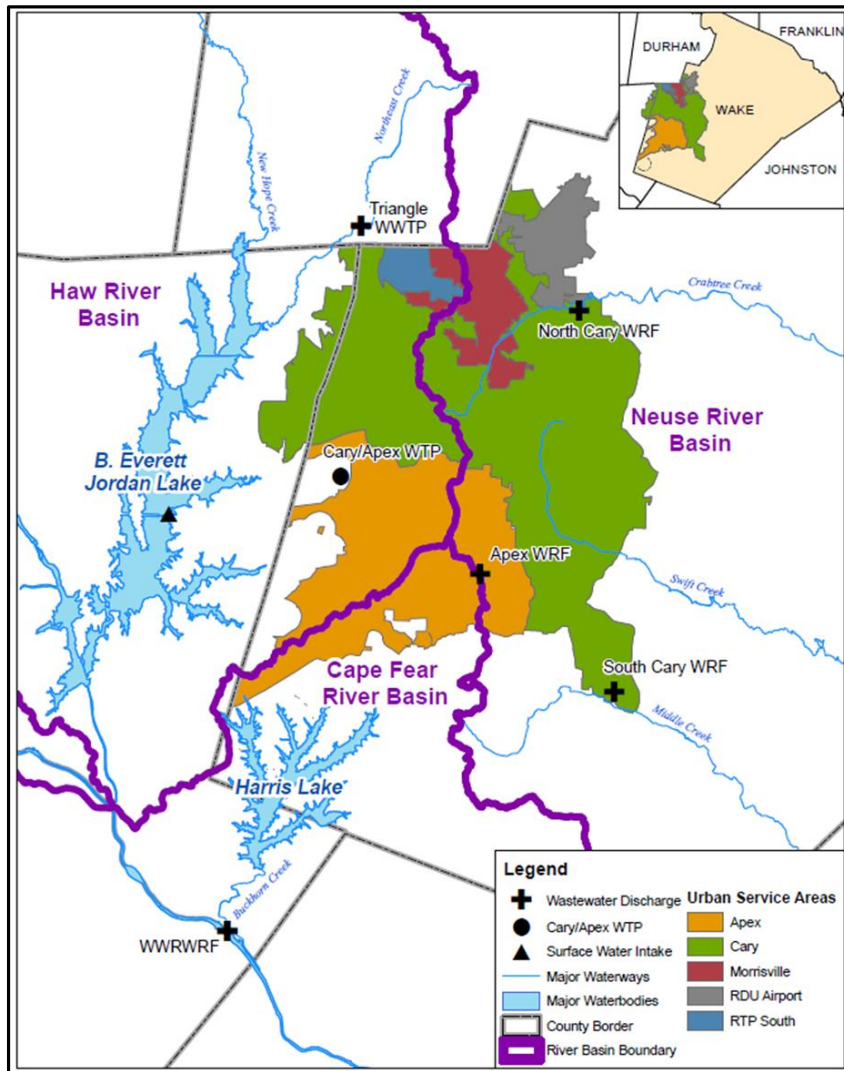 FRANKLIN
DURHAM
WAKE
JOHNSTON
Northeast Creek
New Hope Creek
Triangle
WWTP
Haw River
Basin
Crabtree Creek
North Cary WRF
Neuse River
Basin
B. Everett
Jordan Lake
Cary/Apex WTP
Apex WRF
Swift Creek
Cape Fear
River Basin
South Cary WRF
Middle Creek
Harris Lake
Buckhorn Creek
WWRWRF
Legend
Wastewater Discharge
Cary/Apex WTP
Surface Water Intake
Major Waterways
Major Waterbodies
County Border
River Basin Boundary
Urban Service Areas
Apex
Cary
Morrisville
RDU Airport
RTP South